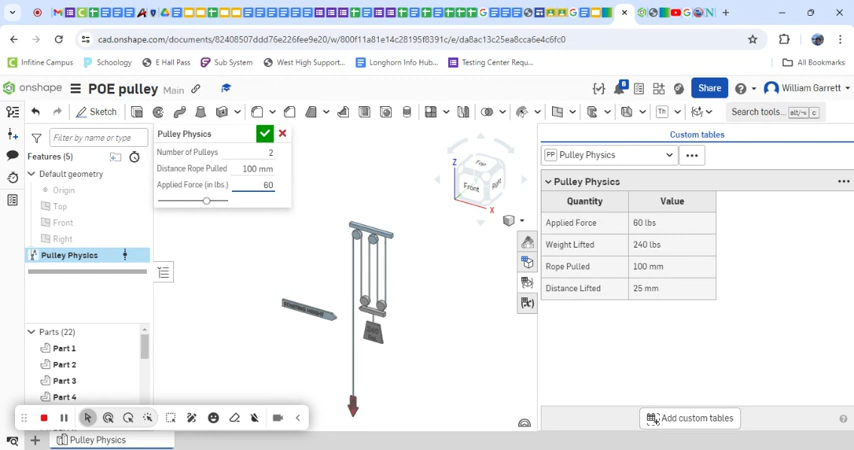 cad.onshape.com/documents/82408507ddd76e226fee9e20/w/800f11a81e14c28195f8391c/e/da8ac13c25ea8cca6e4c6fc0
Infinite Campus
Schoology
E Hall Pass
Sub System
West High Support...
Longhorn Info Hub...
Testing Center Requ...
All Bookmarks
onshape
POE pulley
Main
8
Share
William Garrett
Sketch
Search tools...
alt/⌥
c
Filter by name or type
Features (5)
Default geometry
Origin
Top
Front
Right
Pulley Physics
Parts (22)
Part 1
Part 2
Part 3
Part 4
Pulley Physics
Number of Pulleys 2
Distance Rope Pulled 100 mm
Applied Force (in lbs.) 60
Z
Top
Front
Right
X
STARTING HEIGHT
240
Custom tables
PP Pulley Physics
Pulley Physics
Quantity Value
Applied Force 60 lbs
Weight Lifted 240 lbs
Rope Pulled 100 mm
Distance Lifted 25 mm
Add custom tables
Pulley Physics